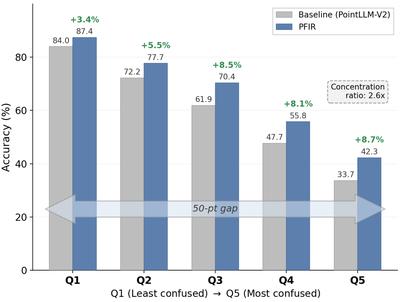 Baseline (PointLLM-V2)
PFIR
+3.4%
87.4
84.0
+5.5%
77.7
72.2
+8.5%
70.4
61.9
+8.1%
55.8
47.7
+8.7%
42.3
33.7
Concentration
ratio: 2.6x
50-pt gap
Accuracy (%)
80
60
40
20
0
Q1
Q2
Q3
Q4
Q5
Q1 (Least confused) → Q5 (Most confused)